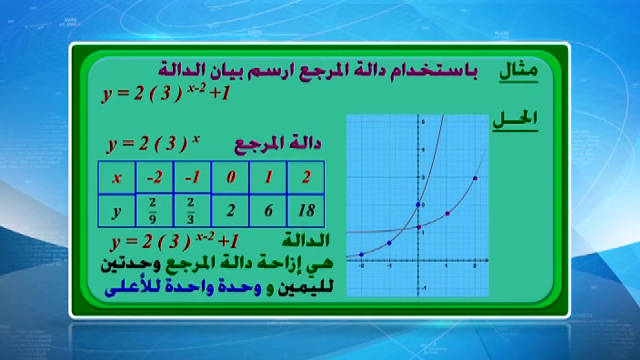 مثال باستخدام دالة المرجع ارسم بيان الدالة
y = 2 ( 3 ) ˣ⁻² +1
الحل
دالة المرجع y = 2 ( 3 ) ˣ
x -2 -1 0 1 2
y 2/9 2/3 2 6 18
الدالة y = 2 ( 3 ) ˣ⁻² +1
هي إزاحة دالة المرجع وحدتين
لليمين و وحدة واحدة للأعلى